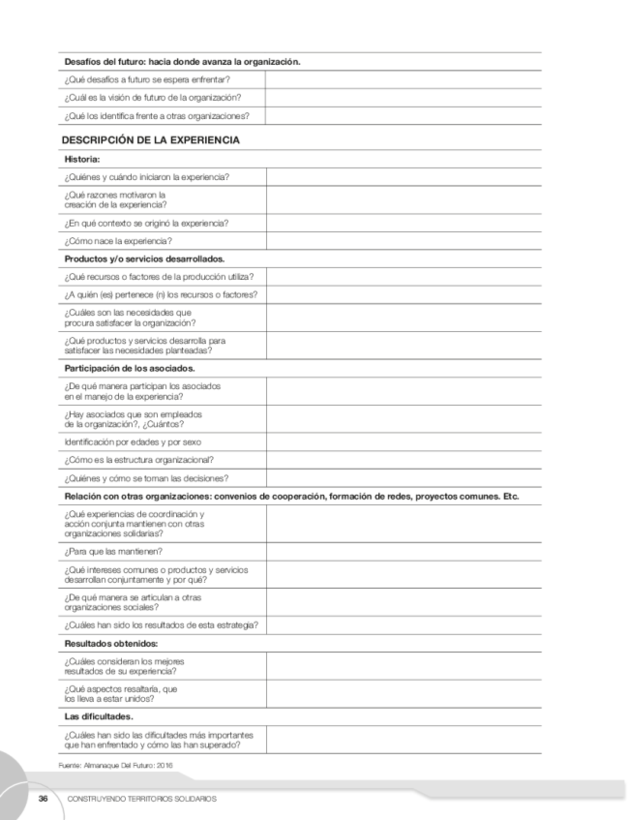 Desafíos del futuro: hacia donde avanza la organización.
¿Qué desafíos a futuro se espera enfrentar?
¿Cuál es la visión de futuro de la organización?
¿Qué los identifica frente a otras organizaciones?
DESCRIPCIÓN DE LA EXPERIENCIA
Historia:
¿Quiénes y cuándo iniciaron la experiencia?
¿Qué razones motivaron la
creación de la experiencia?
¿En qué contexto se originó la experiencia?
¿Cómo nace la experiencia?
Productos y/o servicios desarrollados.
¿Qué recursos o factores de la producción utiliza?
¿A quién (es) pertenece (n) los recursos o factores?
¿Cuáles son las necesidades que
procura satisfacer la organización?
¿Qué productos y servicios desarrolla para
satisfacer las necesidades planteadas?
Participación de los asociados.
¿De qué manera participan los asociados
en el manejo de la experiencia?
¿Hay asociados que son empleados
de la organización?, ¿Cuántos?
Identificación por edades y por sexo
¿Cómo es la estructura organizacional?
¿Quiénes y cómo se toman las decisiones?
Relación con otras organizaciones: convenios de cooperación, formación de redes, proyectos comunes. Etc.
¿Qué experiencias de coordinación y
acción conjunta mantienen con otras
organizaciones solidarias?
¿Para que las mantienen?
¿Qué intereses comunes o productos y servicios
desarrollan conjuntamente y por qué?
¿De qué manera se articulan a otras
organizaciones sociales?
¿Cuáles han sido los resultados de esta estrategia?
Resultados obtenidos:
¿Cuáles consideran los mejores
resultados de su experiencia?
¿Qué aspectos resaltaría, que
los lleva a estar unidos?
Las dificultades.
¿Cuáles han sido las dificultades más importantes
que han enfrentado y cómo las han superado?
Fuente: Almanaque Del Futuro: 2016
36 CONSTRUYENDO TERRITORIOS SOLIDARIOS